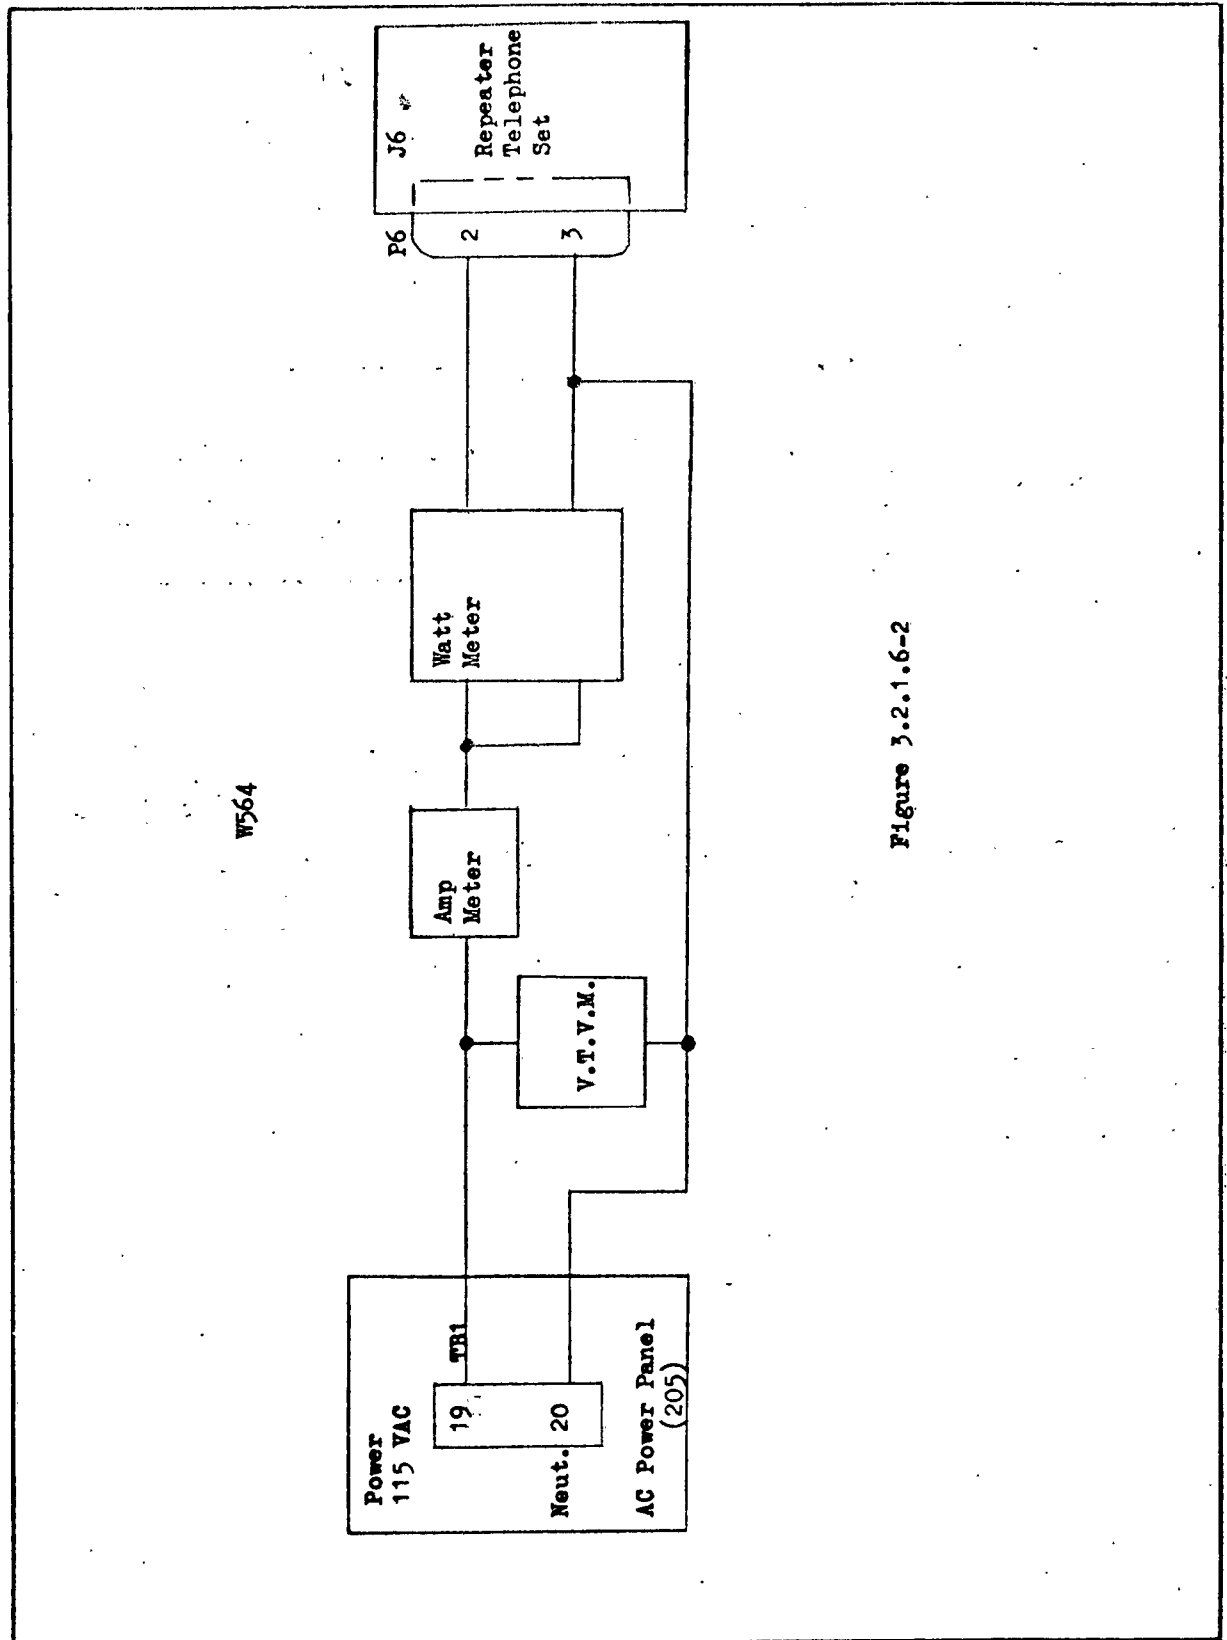 W564
Power
115 VAC
TB1
19
Neut. 20
AC Power Panel
(205)
V.T.V.M.
Amp
Meter
Watt
Meter
P6
2
3
J6
Repeater
Telephone
Set
Figure 3.2.1.6-2